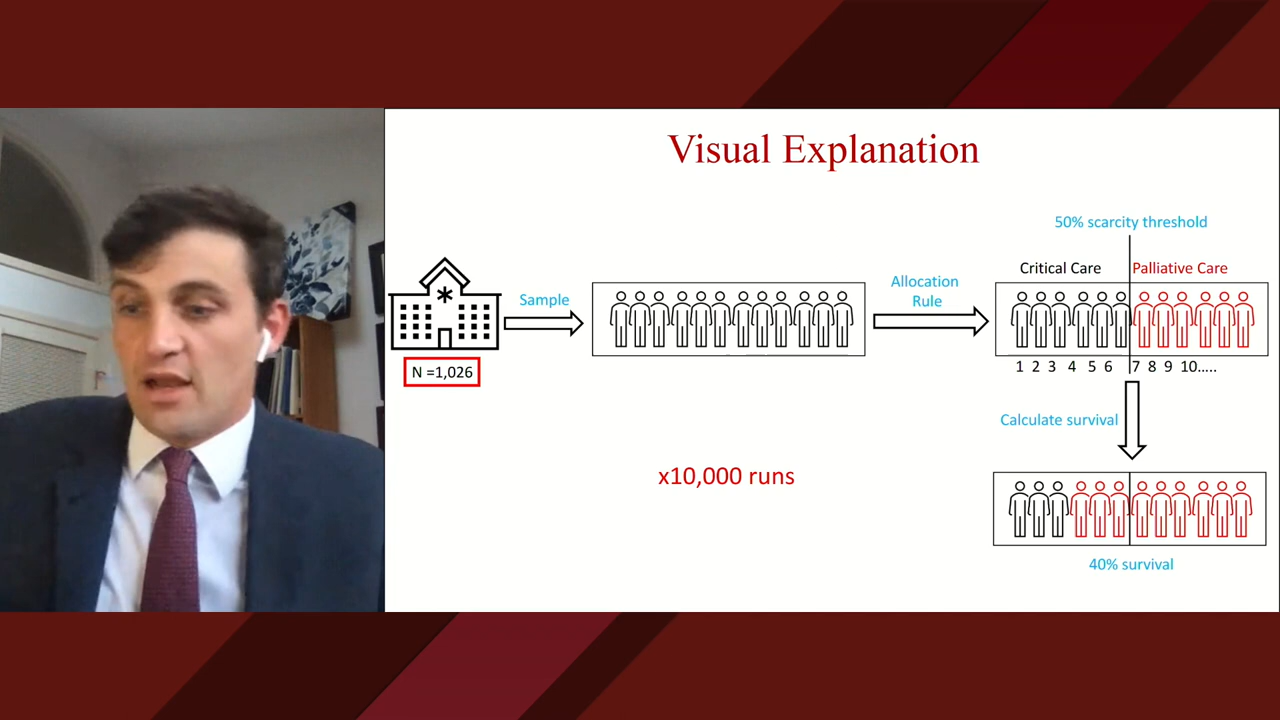 Visual Explanation
50% scarcity threshold
Critical Care
Palliative Care
Sample
Allocation
Rule
N =1,026
1 2 3 4 5 6 7 8 9 10.....
Calculate survival
x10,000 runs
40% survival